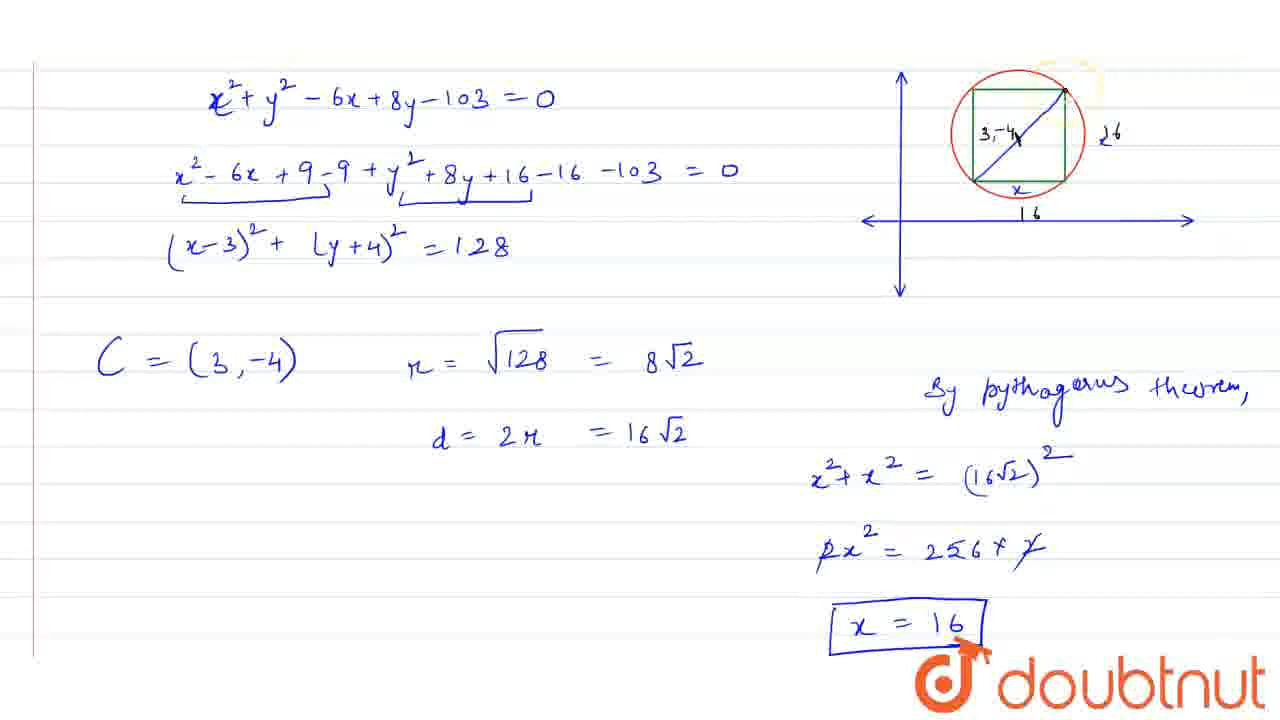 x² + y² - 6x + 8y - 103 = 0
x² - 6x + 9 - 9 + y² + 8y + 16 - 16 - 103 = 0
(x-3)² + (y+4)² = 128
C = (3, -4) r = √128 = 8√2
d = 2r = 16√2
3, -4
x 16
x
16
By pythagorus theorem,
x² + x² = (16√2)²
2x² = 256 × 2
x = 16
doubtnut